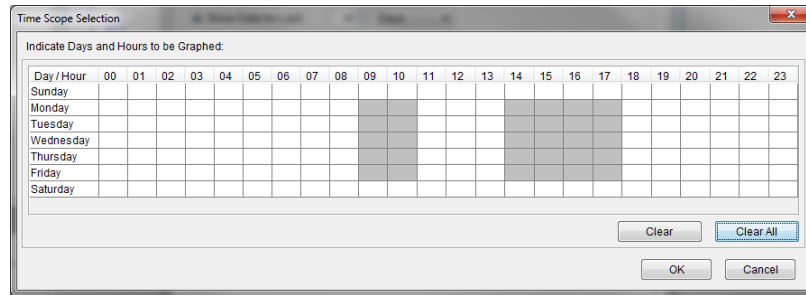 Time Scope Selection
Indicate Days and Hours to be Graphed:
Day / Hour 00 01 02 03 04 05 06 07 08 09 10 11 12 13 14 15 16 17 18 19 20 21 22 23
Sunday
Monday
Tuesday
Wednesday
Thursday
Friday
Saturday
Clear Clear All
OK Cancel